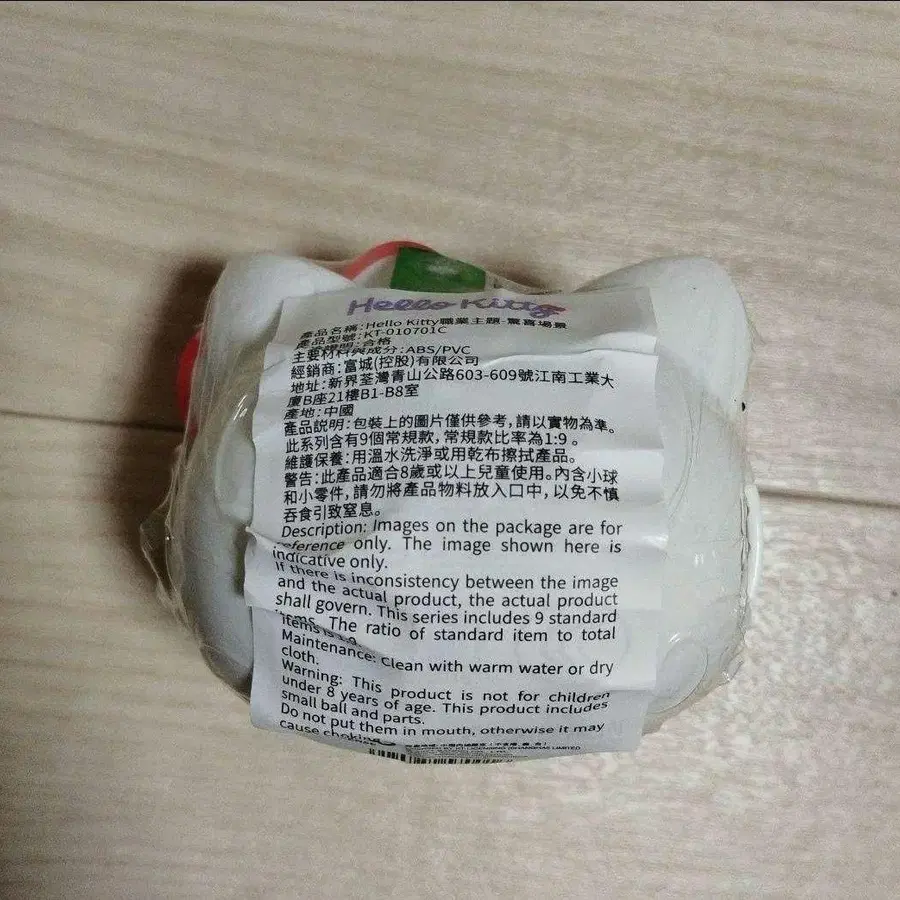 Hello Kitty
產品名稱:Hello Kitty職業主題-驚喜場景
產品型號:KT-010701C
合格
主要材料與成分:ABS/PVC
經銷商:富城(控股)有限公司
地址:新界荃灣青山公路603-609號江南工業大
廈B座21樓B1-B8室
產地:中國
產品説明:包裝上的圖片僅供參考,請以實物為準。
此系列含有9個常規款,常規款比率為1:9。
維護保養:用溫水洗淨或用乾布擦拭產品。
警告:此產品適合8歲或以上兒童使用。內含小球
和小零件,請勿將產品物料放入口中,以免不慎
吞食引致窒息。
Description: Images on the package are for
reference only. The image shown here is
indicative only.
If there is inconsistency between the image
and the actual product, the actual product
shall govern. This series includes 9 standard
items. The ratio of standard item to total
items is 1:9.
Maintenance: Clean with warm water or dry
cloth.
Warning: This product is not for children
under 8 years of age. This product includes
small ball and parts.
Do not put them in mouth, otherwise it may
cause choking